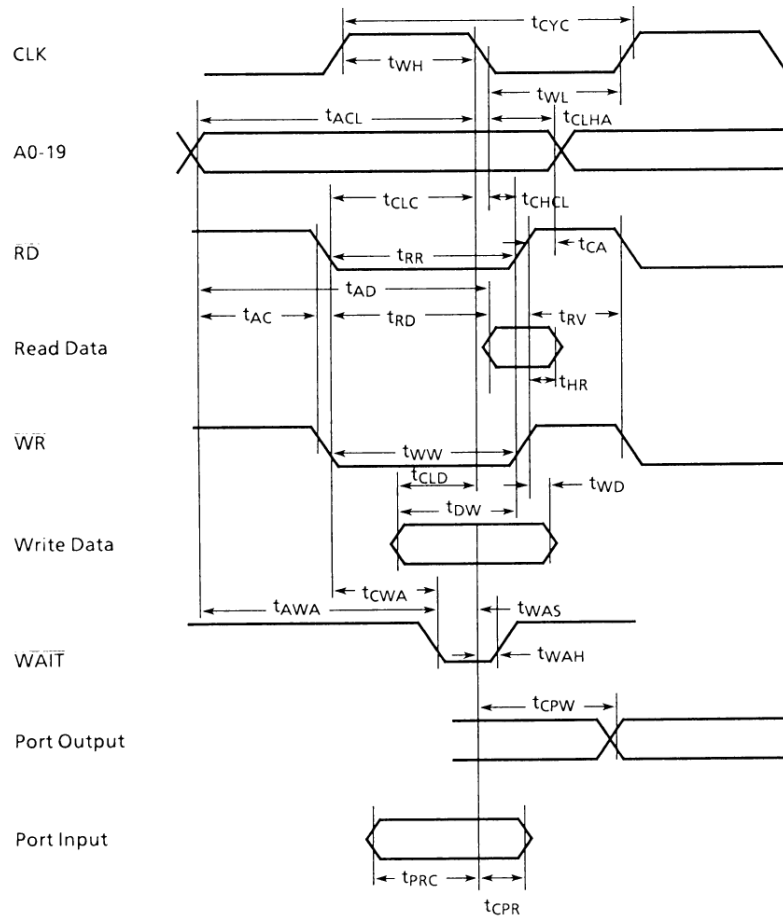 tCYC
CLK
tWH
tWL
tACL
tCLHA
A0-19
tCLC
tCHCL
RD
tRR
tCA
tAD
tAC
tRD
tRV
Read Data
tHR
WR
tWW
tCLD
tWD
tDW
Write Data
tCWA
tAWA
tWAS
WAIT
tWAH
tCPW
Port Output
Port Input
tPRC
tCPR